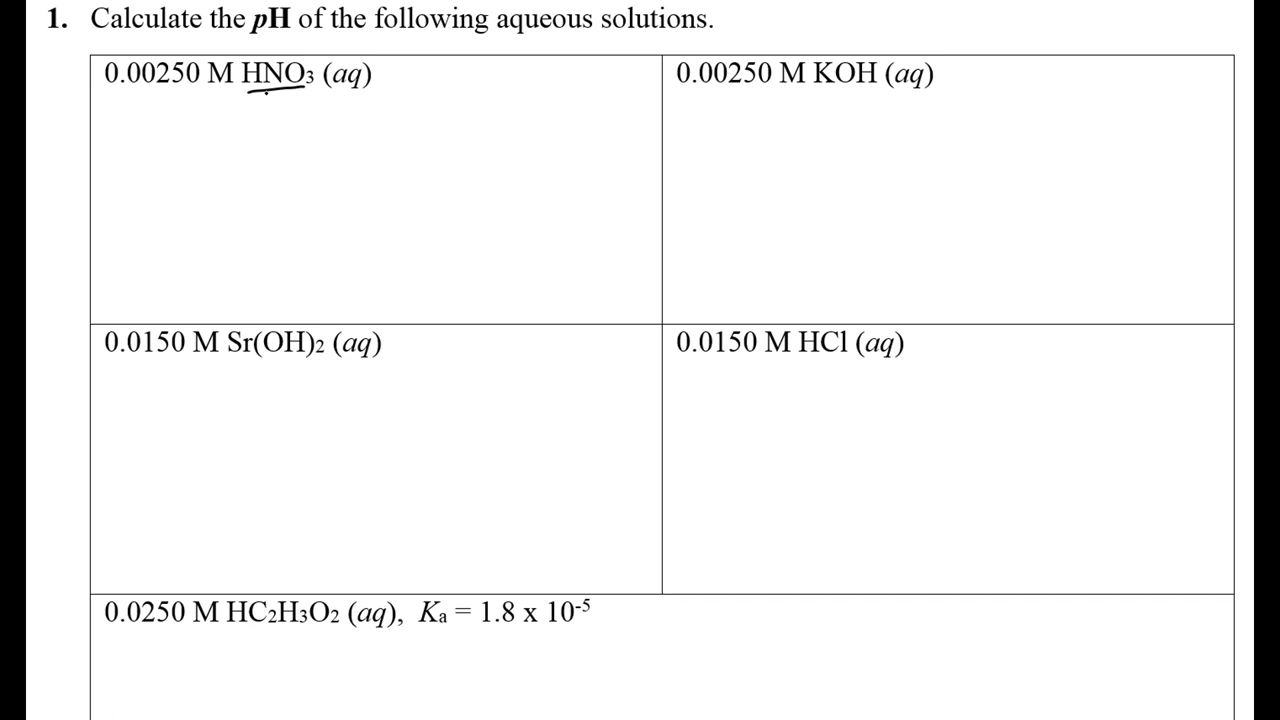 1. Calculate the pH of the following aqueous solutions.
0.00250 M HNO3 (aq)
0.00250 M KOH (aq)
0.0150 M Sr(OH)2 (aq)
0.0150 M HCl (aq)
0.0250 M HC2H3O2 (aq), Ka = 1.8 x 10-5